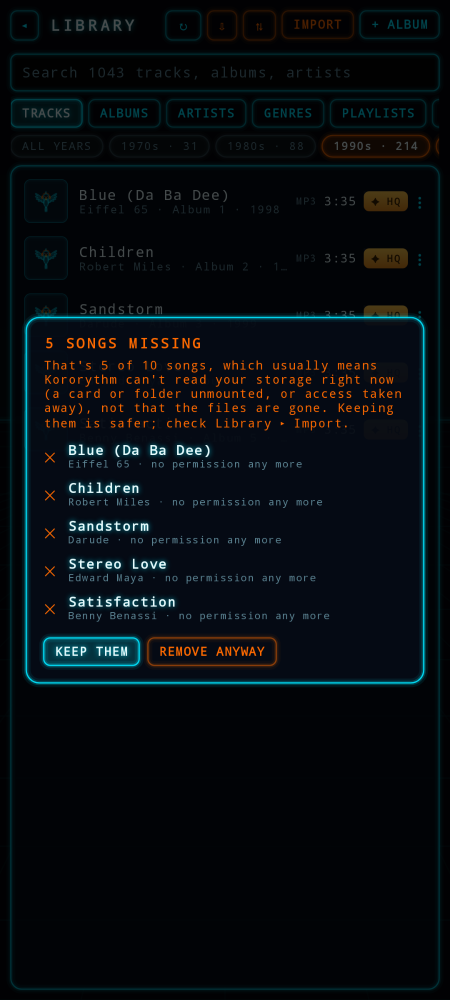 ◂ LIBRARY ↻ ⇩ ⇅ IMPORT + ALBUM
Search 1043 tracks, albums, artists
TRACKS ALBUMS ARTISTS GENRES PLAYLISTS
ALL YEARS 1970s · 31 1980s · 88 1990s · 214
Blue (Da Ba Dee)
Eiffel 65 · Album 1 · 1998
MP3 3:35 ✦ HQ
Children
Robert Miles · Album 2 · 1…
MP3 3:35 ✦ HQ
Sandstorm
MP3 3:35 ✦ HQ
5 SONGS MISSING
That's 5 of 10 songs, which usually means
Kororythm can't read your storage right now
(a card or folder unmounted, or access taken
away), not that the files are gone. Keeping
them is safer; check Library ▸ Import.
Blue (Da Ba Dee)
Eiffel 65 · no permission any more
Children
Robert Miles · no permission any more
Sandstorm
Darude · no permission any more
Stereo Love
Edward Maya · no permission any more
Satisfaction
Benny Benassi · no permission any more
KEEP THEM REMOVE ANYWAY